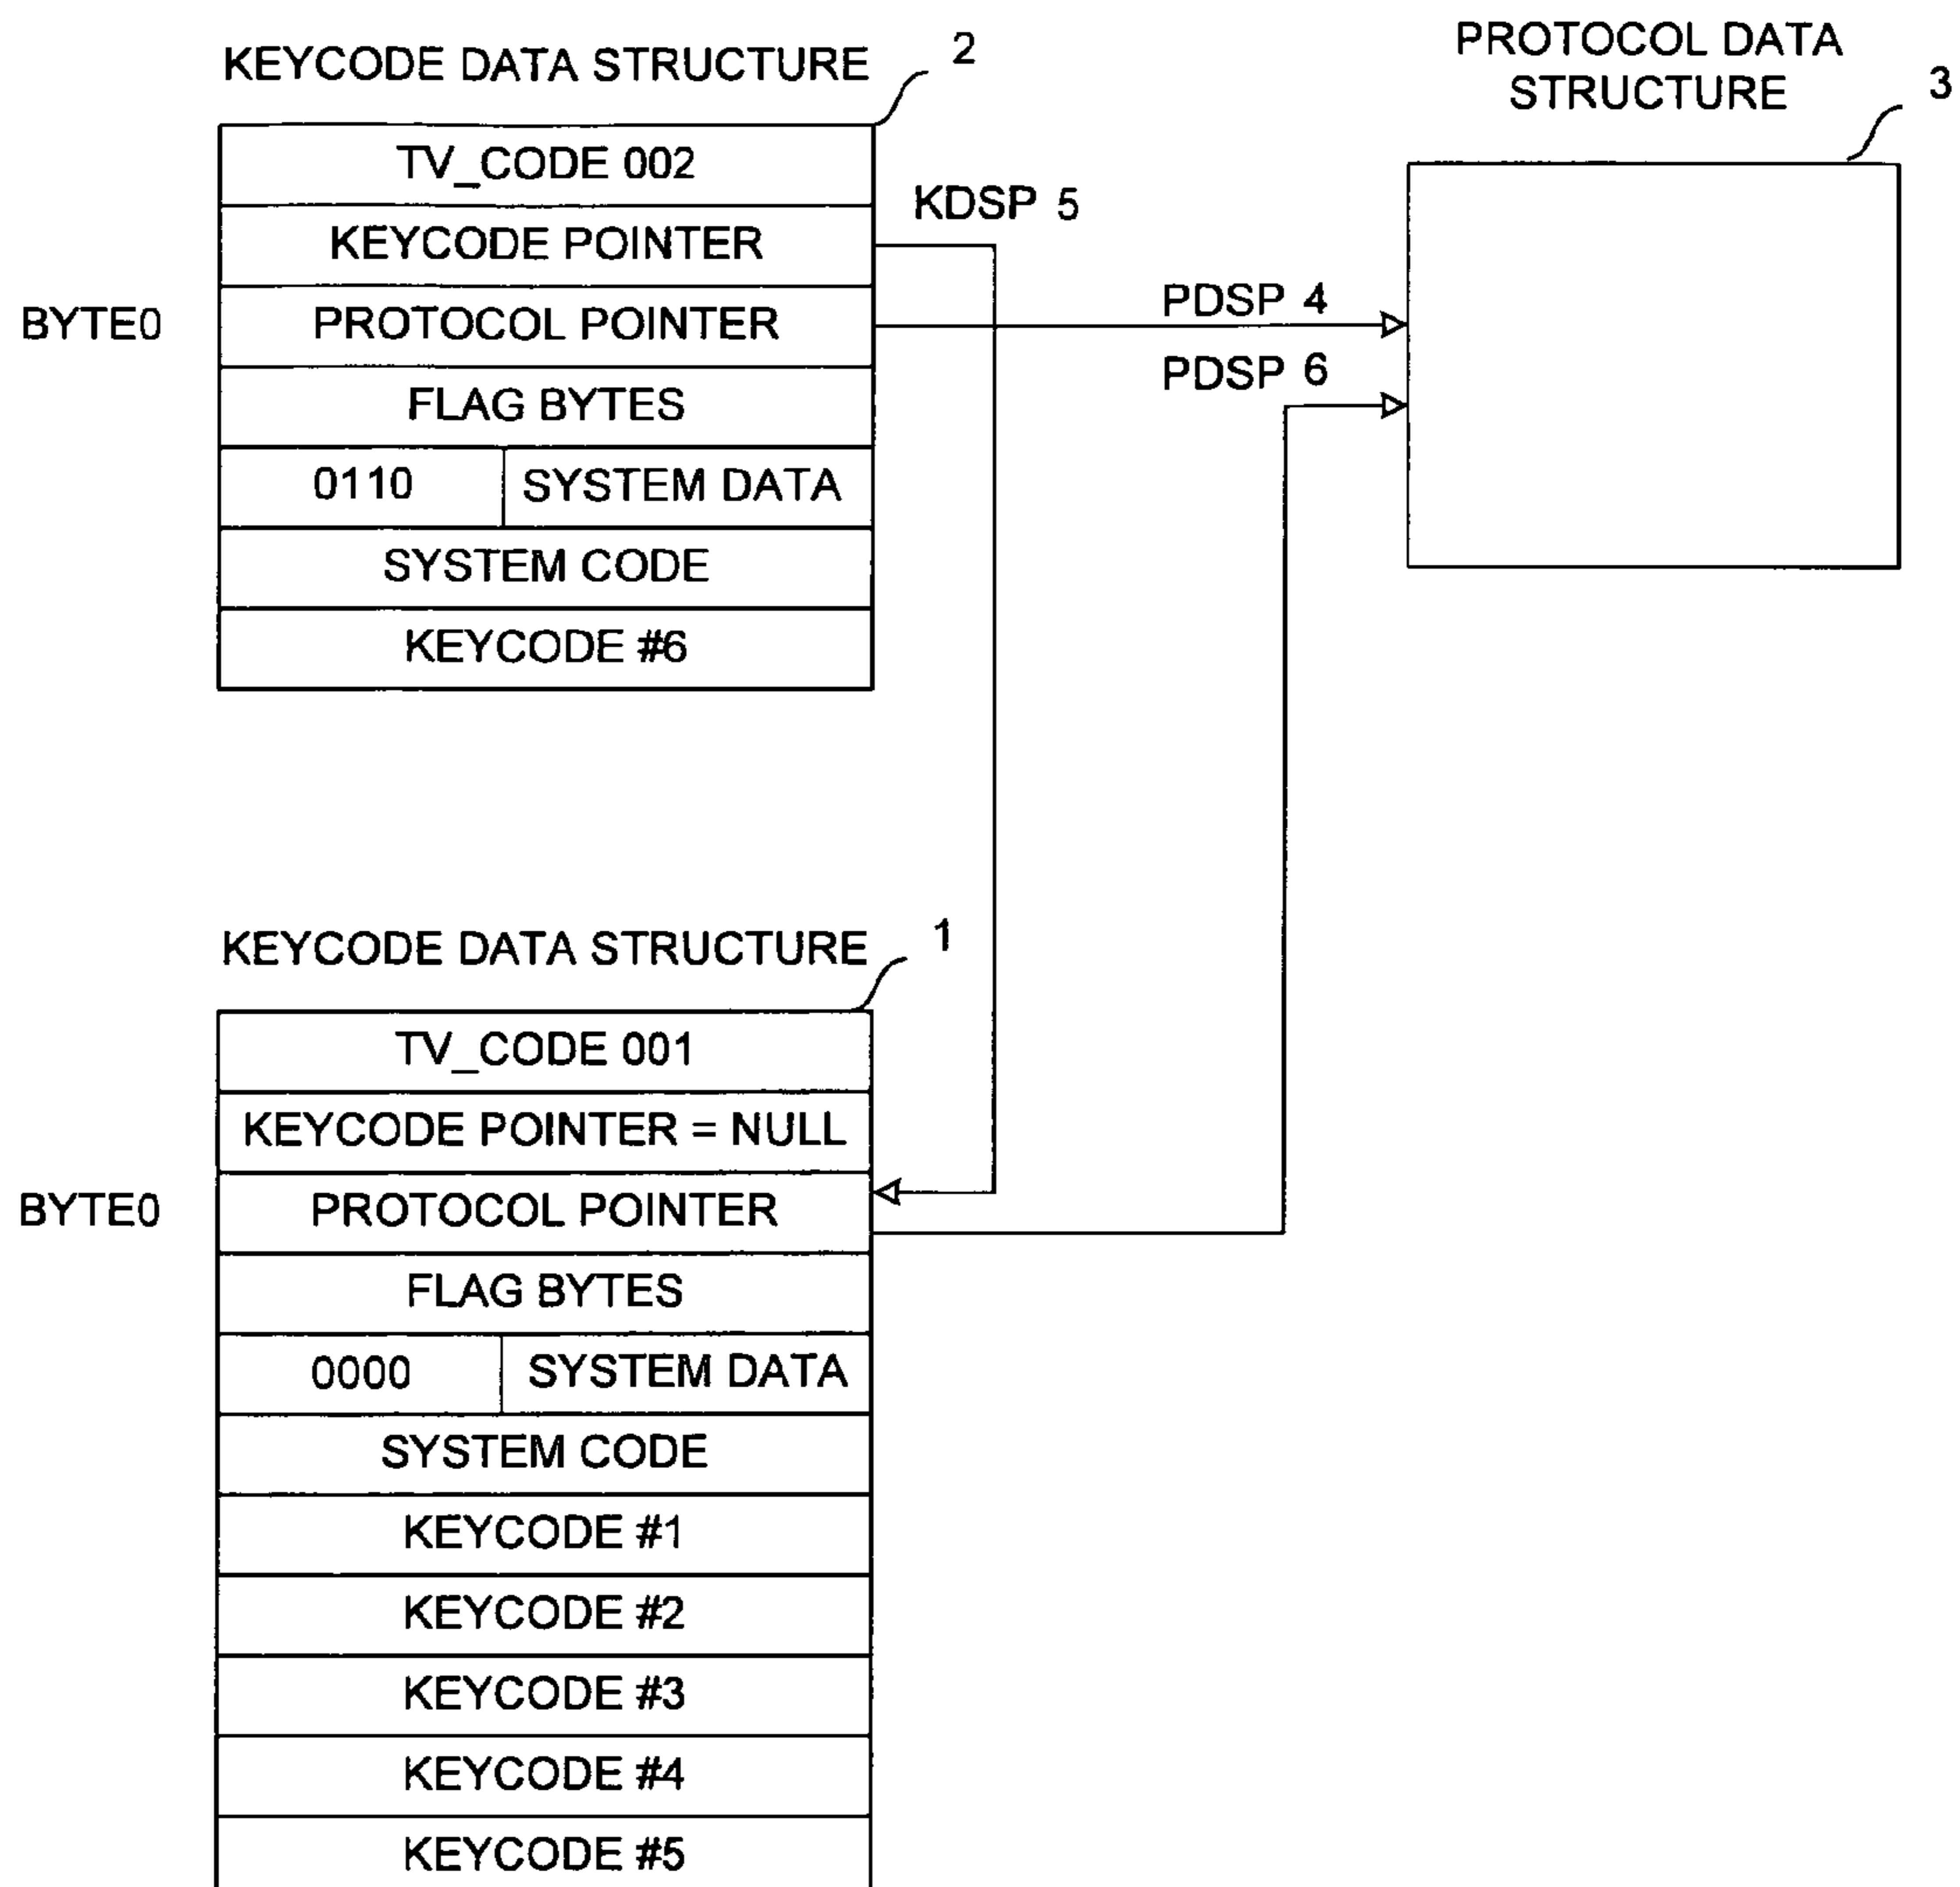 KEYCODE DATA STRUCTURE
2
TV_CODE 002
KEYCODE POINTER
BYTE0
PROTOCOL POINTER
FLAG BYTES
0110
SYSTEM DATA
SYSTEM CODE
KEYCODE #6
KDSP 5
PDSP 4
PDSP 6
PROTOCOL DATA
STRUCTURE
3
KEYCODE DATA STRUCTURE
1
TV_CODE 001
KEYCODE POINTER = NULL
BYTE0
PROTOCOL POINTER
FLAG BYTES
0000
SYSTEM DATA
SYSTEM CODE
KEYCODE #1
KEYCODE #2
KEYCODE #3
KEYCODE #4
KEYCODE #5